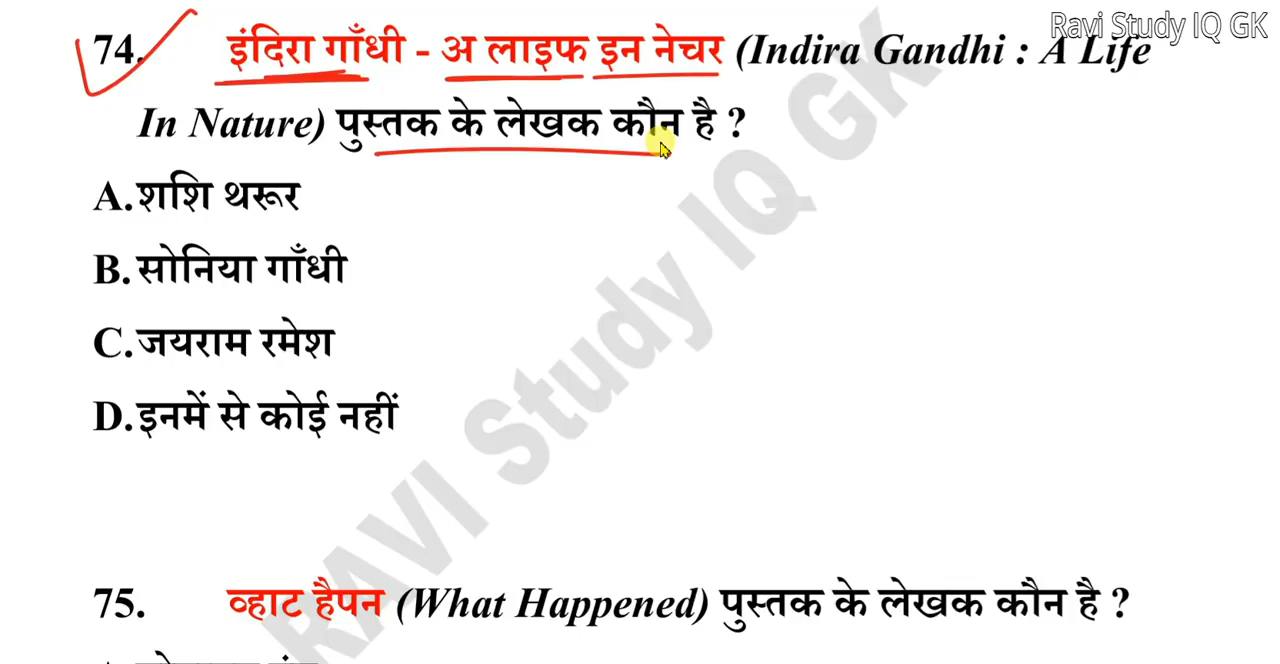 Ravi Study IQ GK
74. इंदिरा गाँधी - अ लाइफ इन नेचर (Indira Gandhi : A Life
In Nature) पुस्तक के लेखक कौन है ?
A. शशि थरूर
B. सोनिया गाँधी
C. जयराम रमेश
D. इनमें से कोई नहीं
RAVI Study IQ GK
75. व्हाट हैपन (What Happened) पुस्तक के लेखक कौन है ?